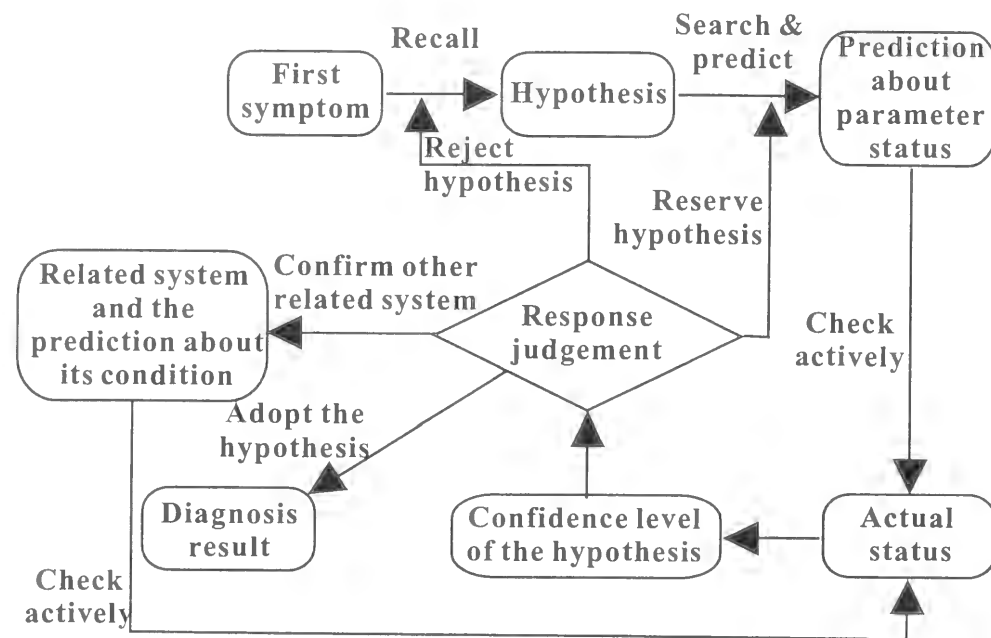 Recall
Search &
predict
First
symptom
Hypothesis
Prediction
about
parameter
status
Reject
hypothesis
Reserve
hypothesis
Related system
and the
prediction about
its condition
Confirm other
related system
Response
judgement
Check
actively
Adopt the
hypothesis
Diagnosis
result
Confidence level
of the hypothesis
Actual
status
Check
actively